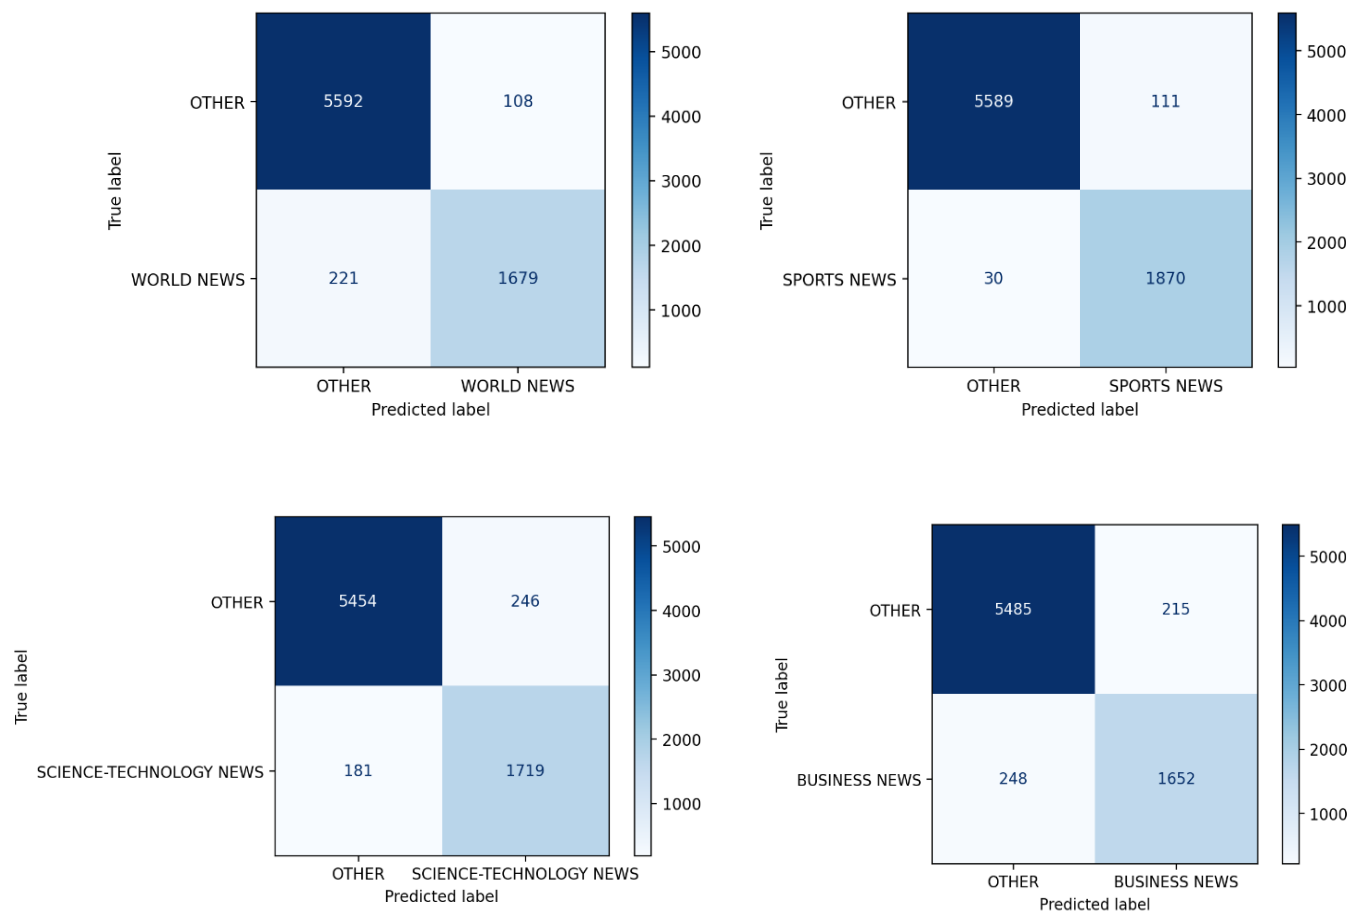 OTHER 5592 108
WORLD NEWS 221 1679
OTHER WORLD NEWS
Predicted label
True label
5000
4000
3000
2000
1000
OTHER 5589 111
SPORTS NEWS 30 1870
OTHER SPORTS NEWS
Predicted label
True label
5000
4000
3000
2000
1000
OTHER 5454 246
SCIENCE-TECHNOLOGY NEWS 181 1719
OTHER SCIENCE-TECHNOLOGY NEWS
Predicted label
True label
5000
4000
3000
2000
1000
OTHER 5485 215
BUSINESS NEWS 248 1652
OTHER BUSINESS NEWS
Predicted label
True label
5000
4000
3000
2000
1000